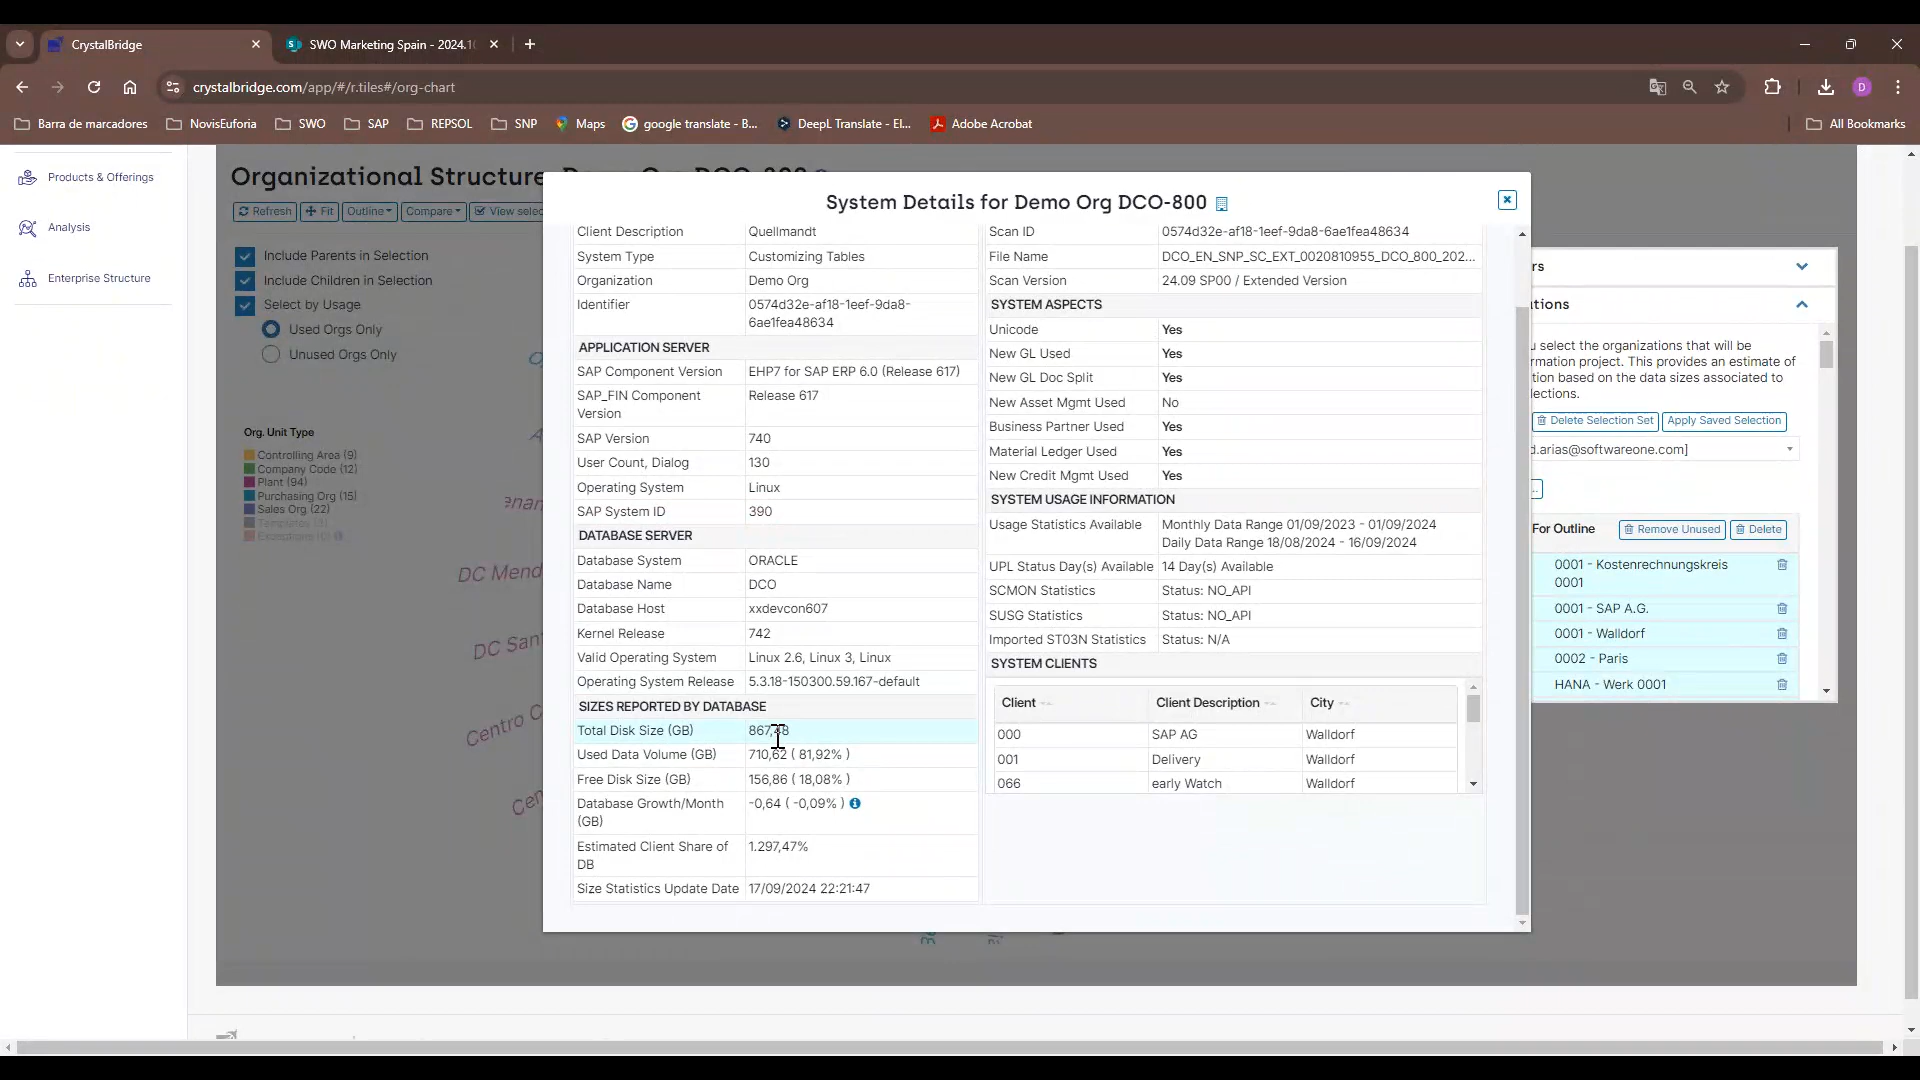 CrystalBridge
SWO Marketing Spain - 2024.1
crystalbridge.com/app/#/r.tiles#/org-chart
D
Barra de marcadores
NovisEuforia
SWO
SAP
REPSOL
SNP
Maps
google translate - B...
DeepL Translate - El...
Adobe Acrobat
All Bookmarks
Products & Offerings
Analysis
Enterprise Structure
Organizational Structure
Refresh
Fit
Outline
Compare
View selec
Include Parents in Selection
Include Children in Selection
Select by Usage
Used Orgs Only
Unused Orgs Only
Org. Unit Type
Controlling Area (9)
Company Code (12)
Plant (94)
Purchasing Org (15)
Sales Org (22)
Templates (3)
DC Mend
DC San
Centro C
System Details for Demo Org DCO-800
Client Description Quellmandt
System Type Customizing Tables
Organization Demo Org
Identifier 0574d32e-af18-1eef-9da8-
6ae1fea48634
APPLICATION SERVER
SAP Component Version EHP7 for SAP ERP 6.0 (Release 617)
SAP_FIN Component Release 617
Version
SAP Version 740
User Count, Dialog 130
Operating System Linux
SAP System ID 390
DATABASE SERVER
Database System ORACLE
Database Name DCO
Database Host xxdevcon607
Kernel Release 742
Valid Operating System Linux 2.6, Linux 3, Linux
Operating System Release 5.3.18-150300.59.167-default
SIZES REPORTED BY DATABASE
Total Disk Size (GB) 867,48
Used Data Volume (GB) 710,62 ( 81,92% )
Free Disk Size (GB) 156,86 ( 18,08% )
Database Growth/Month -0,64 ( -0,09% )
(GB)
Estimated Client Share of 1.297,47%
DB
Size Statistics Update Date 17/09/2024 22:21:47
Scan ID 0574d32e-af18-1eef-9da8-6ae1fea48634
File Name DCO_EN_SNP_SC_EXT_0020810955_DCO_800_202...
Scan Version 24.09 SP00 / Extended Version
SYSTEM ASPECTS
Unicode Yes
New GL Used Yes
New GL Doc Split Yes
New Asset Mgmt Used No
Business Partner Used Yes
Material Ledger Used Yes
New Credit Mgmt Used Yes
SYSTEM USAGE INFORMATION
Usage Statistics Available Monthly Data Range 01/09/2023 - 01/09/2024
Daily Data Range 18/08/2024 - 16/09/2024
UPL Status Day(s) Available 14 Day(s) Available
SCMON Statistics Status: NO_API
SUSG Statistics Status: NO_API
Imported ST03N Statistics Status: N/A
SYSTEM CLIENTS
Client Client Description City
000 SAP AG Walldorf
001 Delivery Walldorf
066 early Watch Walldorf
rs
tions
u select the organizations that will be
rmation project. This provides an estimate of
tion based on the data sizes associated to
lections.
Delete Selection Set
Apply Saved Selection
d.arias@softwareone.com]
For Outline
Remove Unused
Delete
0001 - Kostenrechnungskreis
0001
0001 - SAP A.G.
0001 - Walldorf
0002 - Paris
HANA - Werk 0001